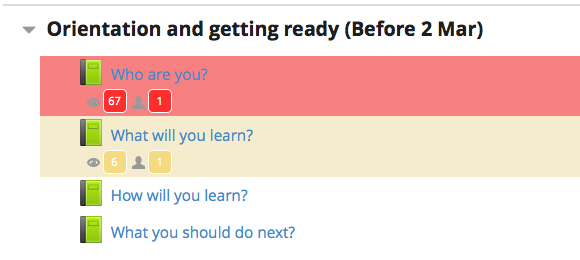 Orientation and getting ready (Before 2 Mar)
Who are you?
67 1
What will you learn?
6 1
How will you learn?
What you should do next?